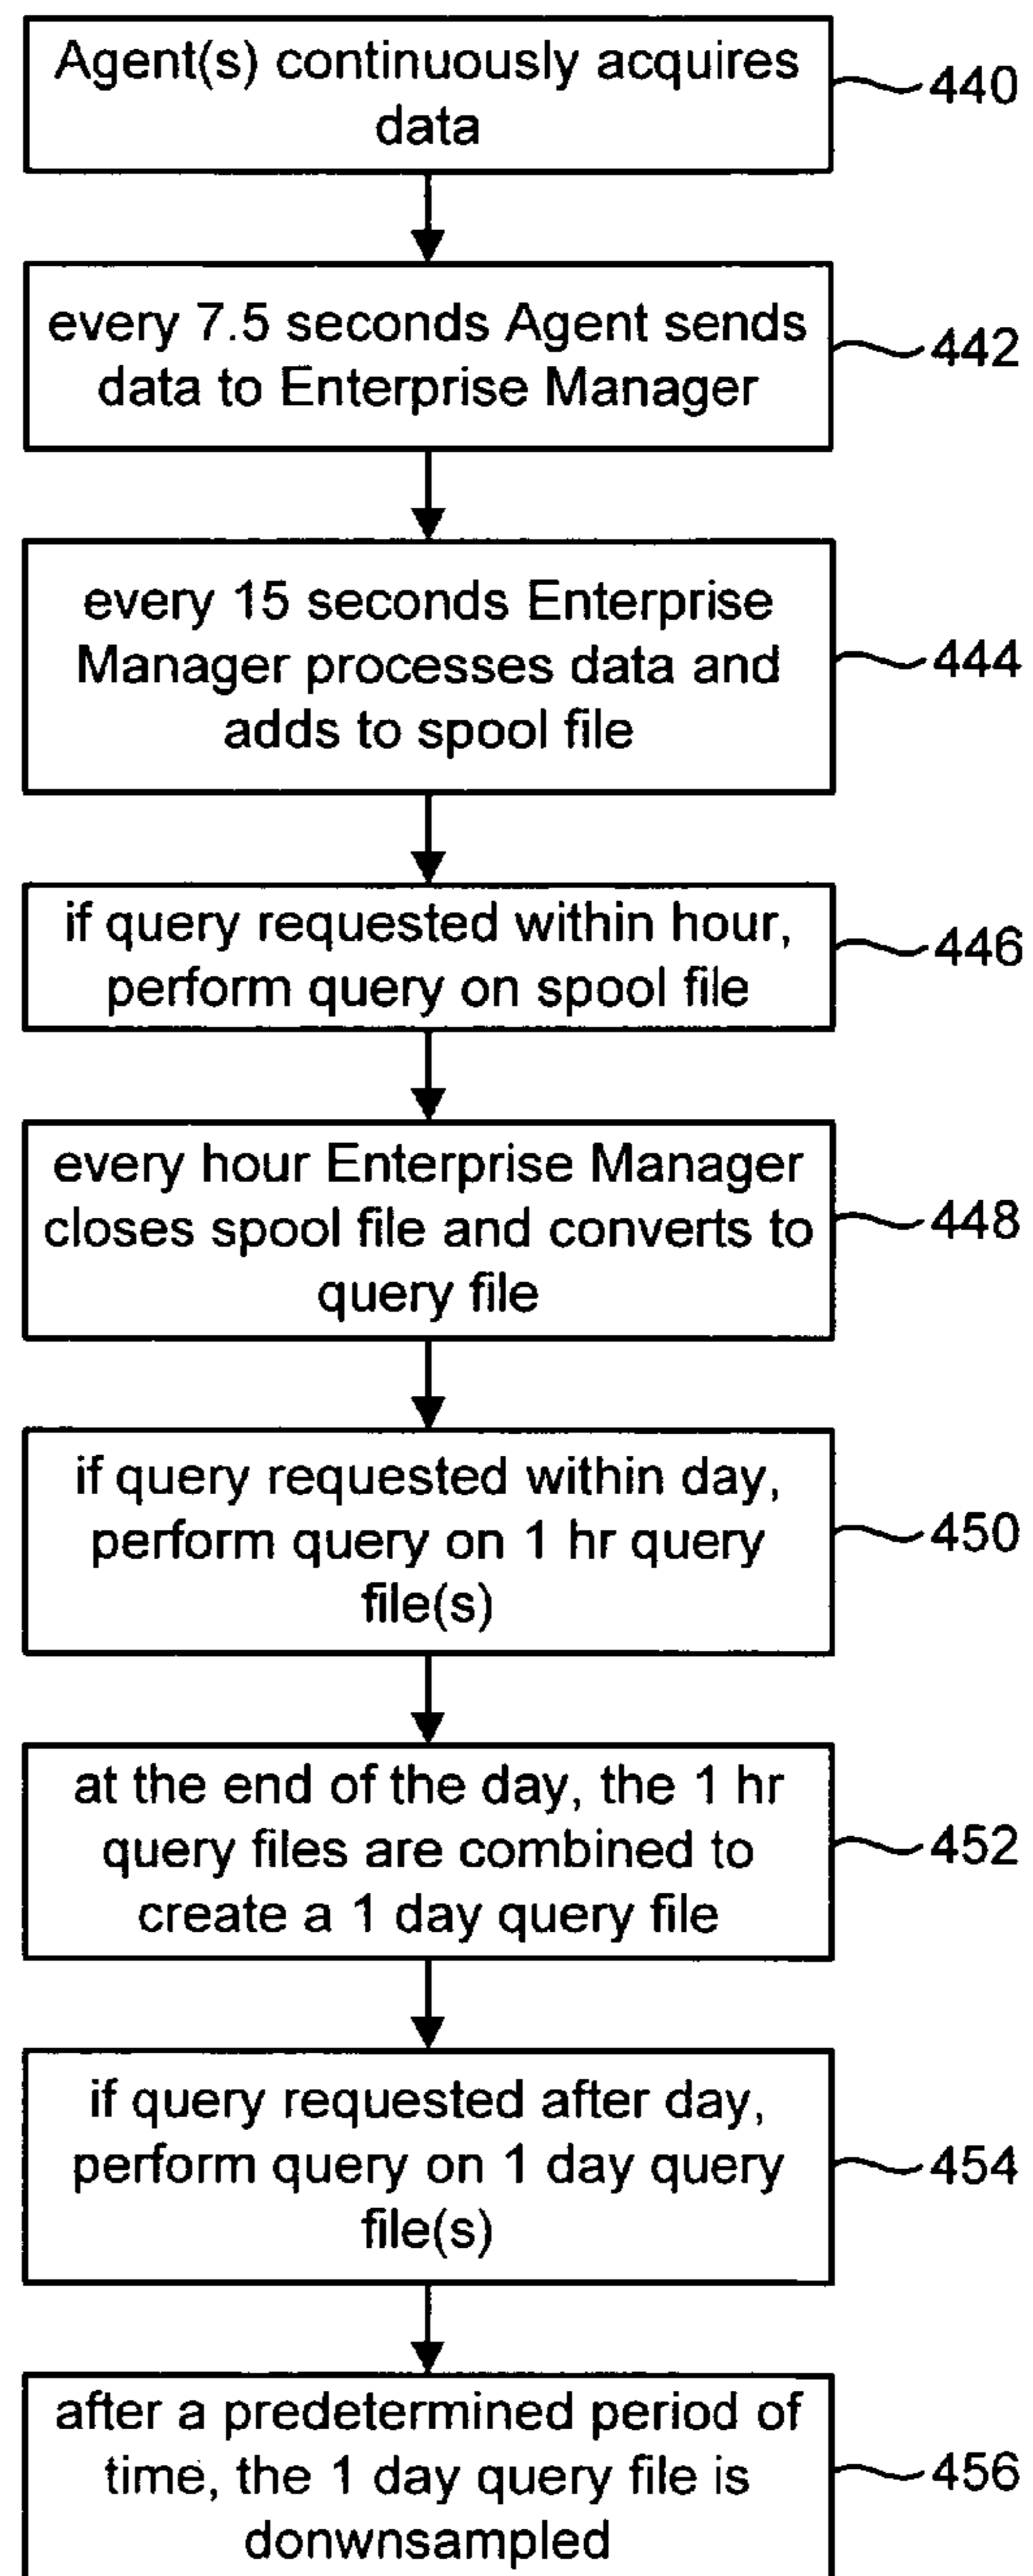 Agent(s) continuously acquires
data
440
every 7.5 seconds Agent sends
data to Enterprise Manager
442
every 15 seconds Enterprise
Manager processes data and
adds to spool file
444
if query requested within hour,
perform query on spool file
446
every hour Enterprise Manager
closes spool file and converts to
query file
448
if query requested within day,
perform query on 1 hr query
file(s)
450
at the end of the day, the 1 hr
query files are combined to
create a 1 day query file
452
if query requested after day,
perform query on 1 day query
file(s)
454
after a predetermined period of
time, the 1 day query file is
donwnsampled
456